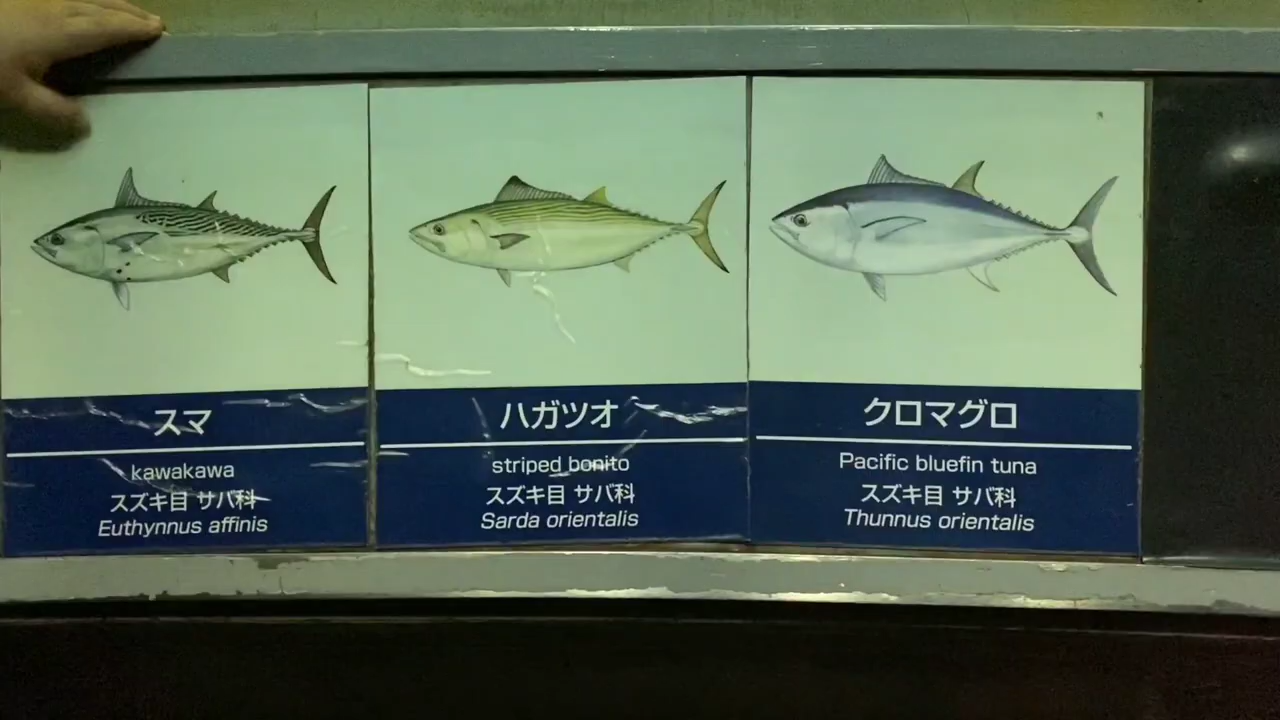 スマ
kawakawa
スズキ目 サバ科
Euthynnus affinis
ハガツオ
striped bonito
スズキ目 サバ科
Sarda orientalis
クロマグロ
Pacific bluefin tuna
スズキ目 サバ科
Thunnus orientalis